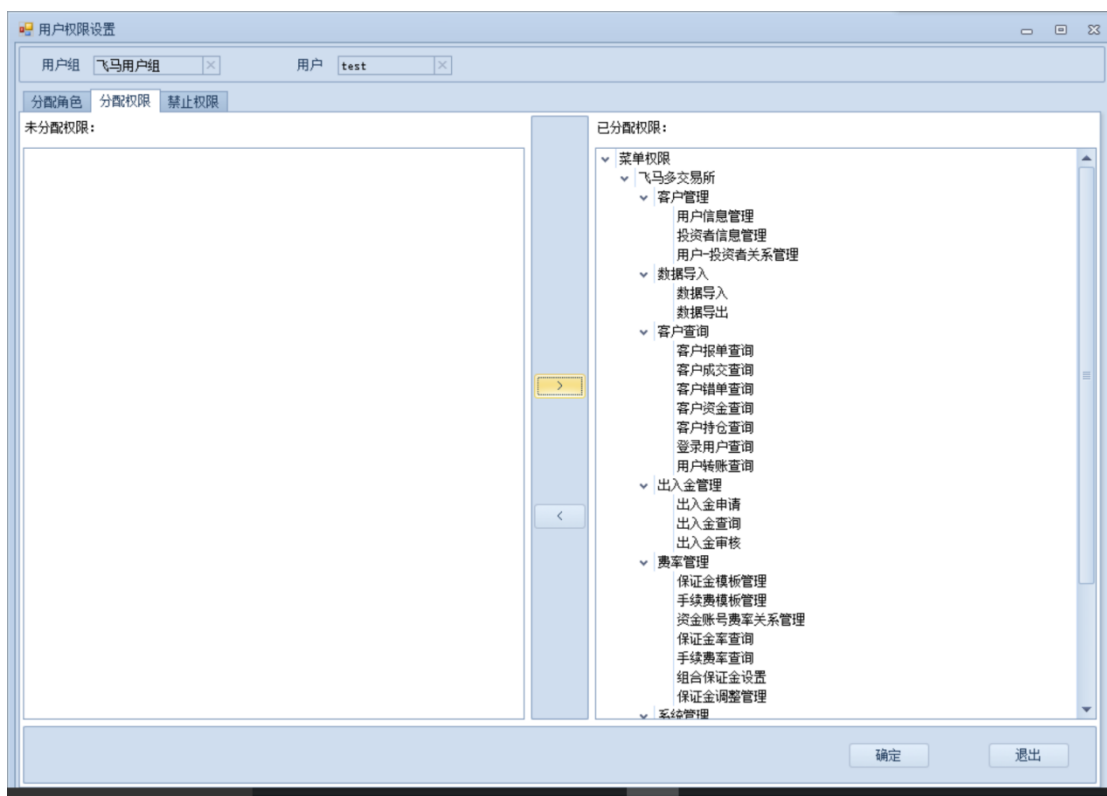 用户权限设置
用户组 飞马用户组 用户 test
分配角色 分配权限 禁止权限
未分配权限:
已分配权限:
菜单权限
飞马多交易所
客户管理
用户信息管理
投资者信息管理
用户-投资者关系管理
数据导入
数据导入
数据导出
客户查询
客户报单查询
客户成交查询
客户错单查询
客户资金查询
客户持仓查询
登录用户查询
用户转账查询
出入金管理
出入金申请
出入金查询
出入金审核
费率管理
保证金模板管理
手续费模板管理
资金账号费率关系管理
保证金率查询
手续费率查询
组合保证金设置
保证金调整管理
系统管理
>
<
确定 退出